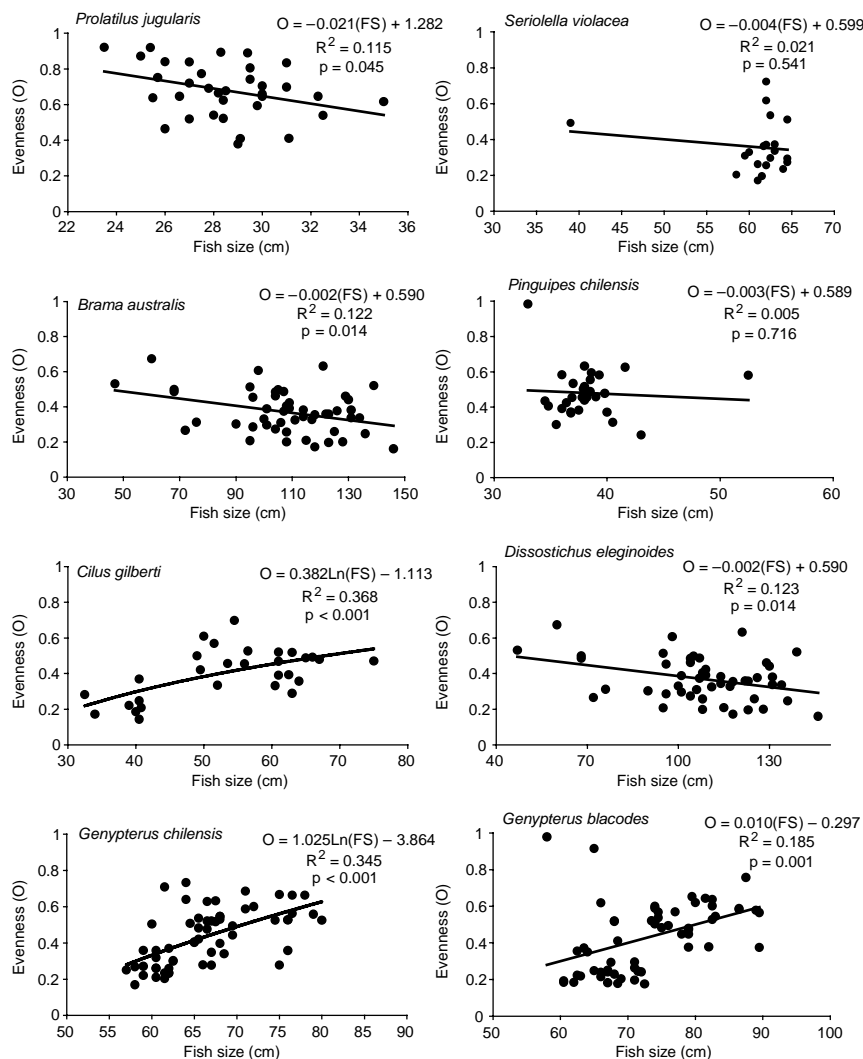 Prolatilus jugularis
O = −0.021(FS) + 1.282
R² = 0.115
p = 0.045
Evenness (O)
1
0.8
0.6
0.4
0.2
0
22 24 26 28 30 32 34 36
Fish size (cm)
Seriolella violacea
O = −0.004(FS) + 0.599
R² = 0.021
p = 0.541
Evenness (O)
1
0.8
0.6
0.4
0.2
0
30 35 40 45 50 55 60 65 70
Fish size (cm)
Brama australis
O = −0.002(FS) + 0.590
R² = 0.122
p = 0.014
Evenness (O)
1
0.8
0.6
0.4
0.2
0
30 50 70 90 110 130 150
Fish size (cm)
Pinguipes chilensis
O = −0.003(FS) + 0.589
R² = 0.005
p = 0.716
Evenness (O)
1
0.8
0.6
0.4
0.2
0
30 40 50 60
Fish size (cm)
Cilus gilberti
O = 0.382Ln(FS) − 1.113
R² = 0.368
p < 0.001
Evenness (O)
1
0.8
0.6
0.4
0.2
0
30 40 50 60 70 80
Fish size (cm)
Dissostichus eleginoides
O = −0.002(FS) + 0.590
R² = 0.123
p = 0.014
Evenness (O)
1
0.8
0.6
0.4
0.2
0
40 70 100 130
Fish size (cm)
Genypterus chilensis
O = 1.025Ln(FS) − 3.864
R² = 0.345
p < 0.001
Evenness (O)
1
0.8
0.6
0.4
0.2
0
50 55 60 65 70 75 80 85 90
Fish size (cm)
Genypterus blacodes
O = 0.010(FS) − 0.297
R² = 0.185
p = 0.001
Evenness (O)
1
0.8
0.6
0.4
0.2
0
50 60 70 80 90 100
Fish size (cm)